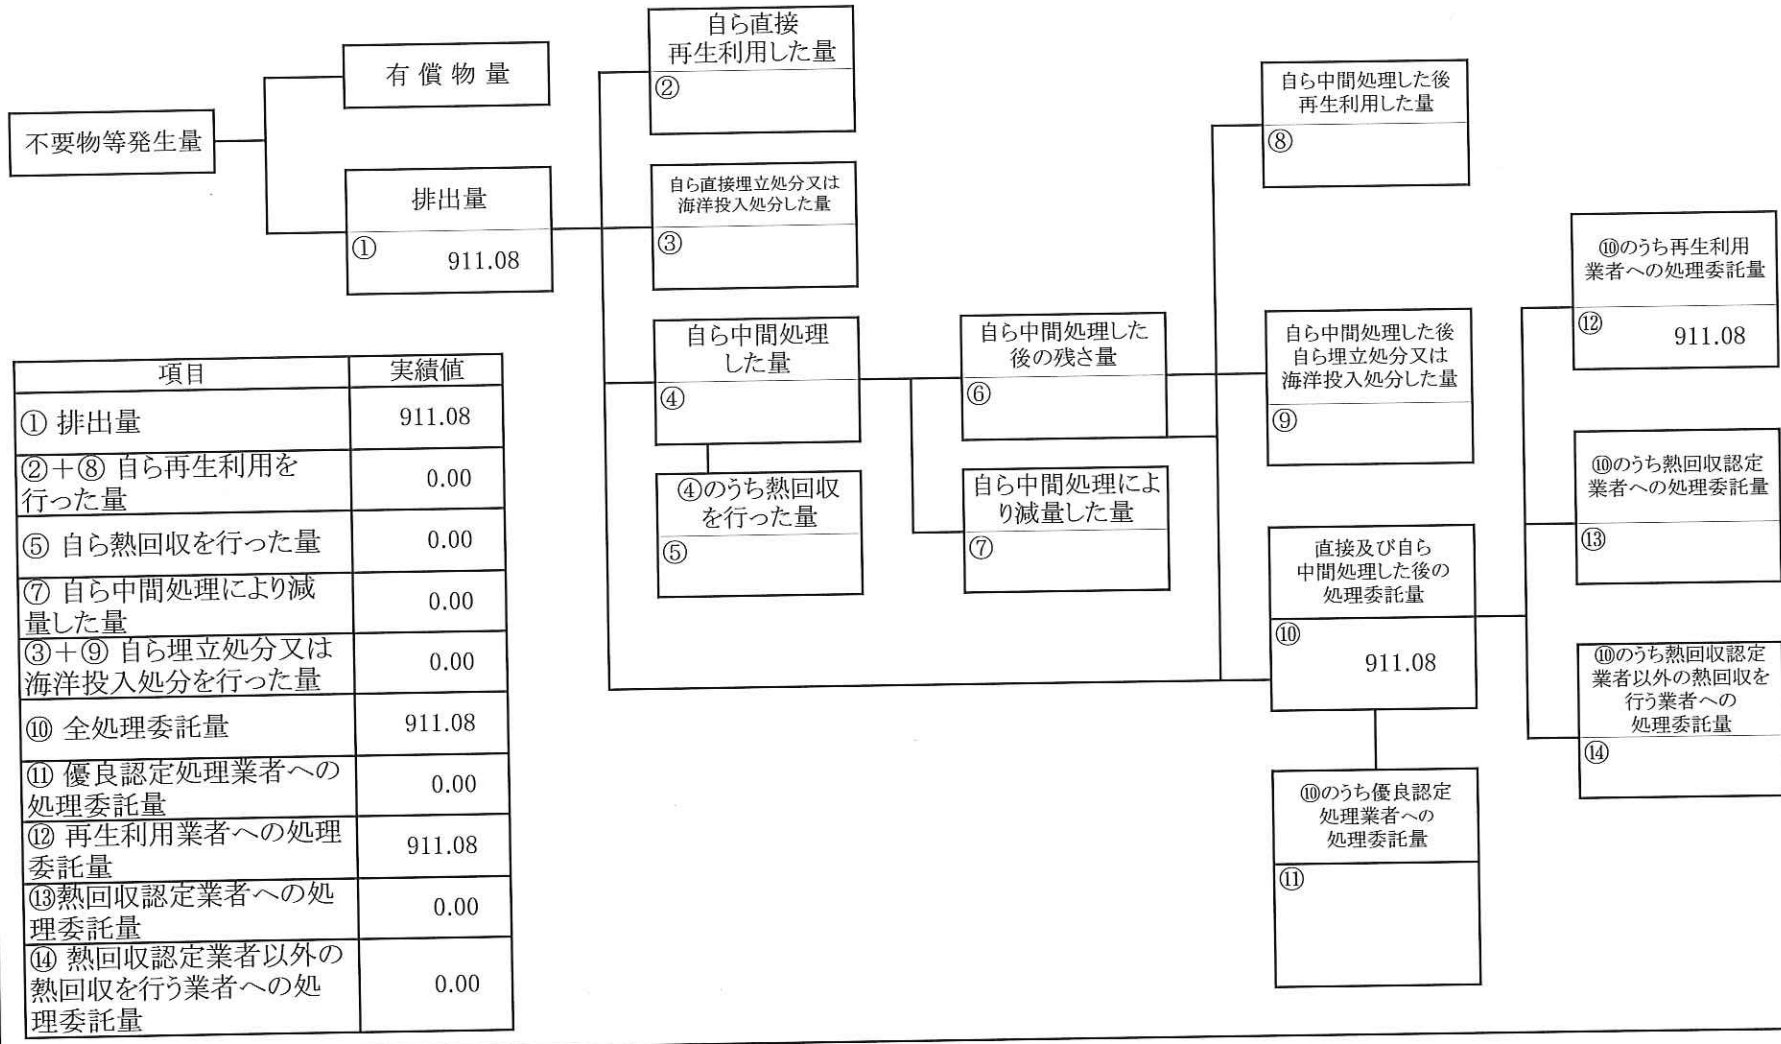 不要物等発生量
有償物量
排出量
①
911.08
自ら直接
再生利用した量
②
自ら直接埋立処分又は
海洋投入処分した量
③
自ら中間処理
した量
④
④のうち熱回収
を行った量
⑤
自ら中間処理した
後の残さ量
⑥
自ら中間処理によ
り減量した量
⑦
自ら中間処理した後
再生利用した量
⑧
自ら中間処理した後
自ら埋立処分又は
海洋投入処分した量
⑨
直接及び自ら
中間処理した後の
処理委託量
⑩
911.08
⑩のうち優良認定
処理業者への
処理委託量
⑪
⑩のうち再生利用
業者への処理委託量
⑫
911.08
⑩のうち熱回収認定
業者への処理委託量
⑬
⑩のうち熱回収認定
業者以外の熱回収を
行う業者への
処理委託量
⑭
項目 実績値
① 排出量 911.08
②＋⑧ 自ら再生利用を
行った量 0.00
⑤ 自ら熱回収を行った量 0.00
⑦ 自ら中間処理により減
量した量 0.00
③＋⑨ 自ら埋立処分又は
海洋投入処分を行った量 0.00
⑩ 全処理委託量 911.08
⑪ 優良認定処理業者への
処理委託量 0.00
⑫ 再生利用業者への処理
委託量 911.08
⑬熱回収認定業者への処
理委託量 0.00
⑭ 熱回収認定業者以外の
熱回収を行う業者への処
理委託量 0.00